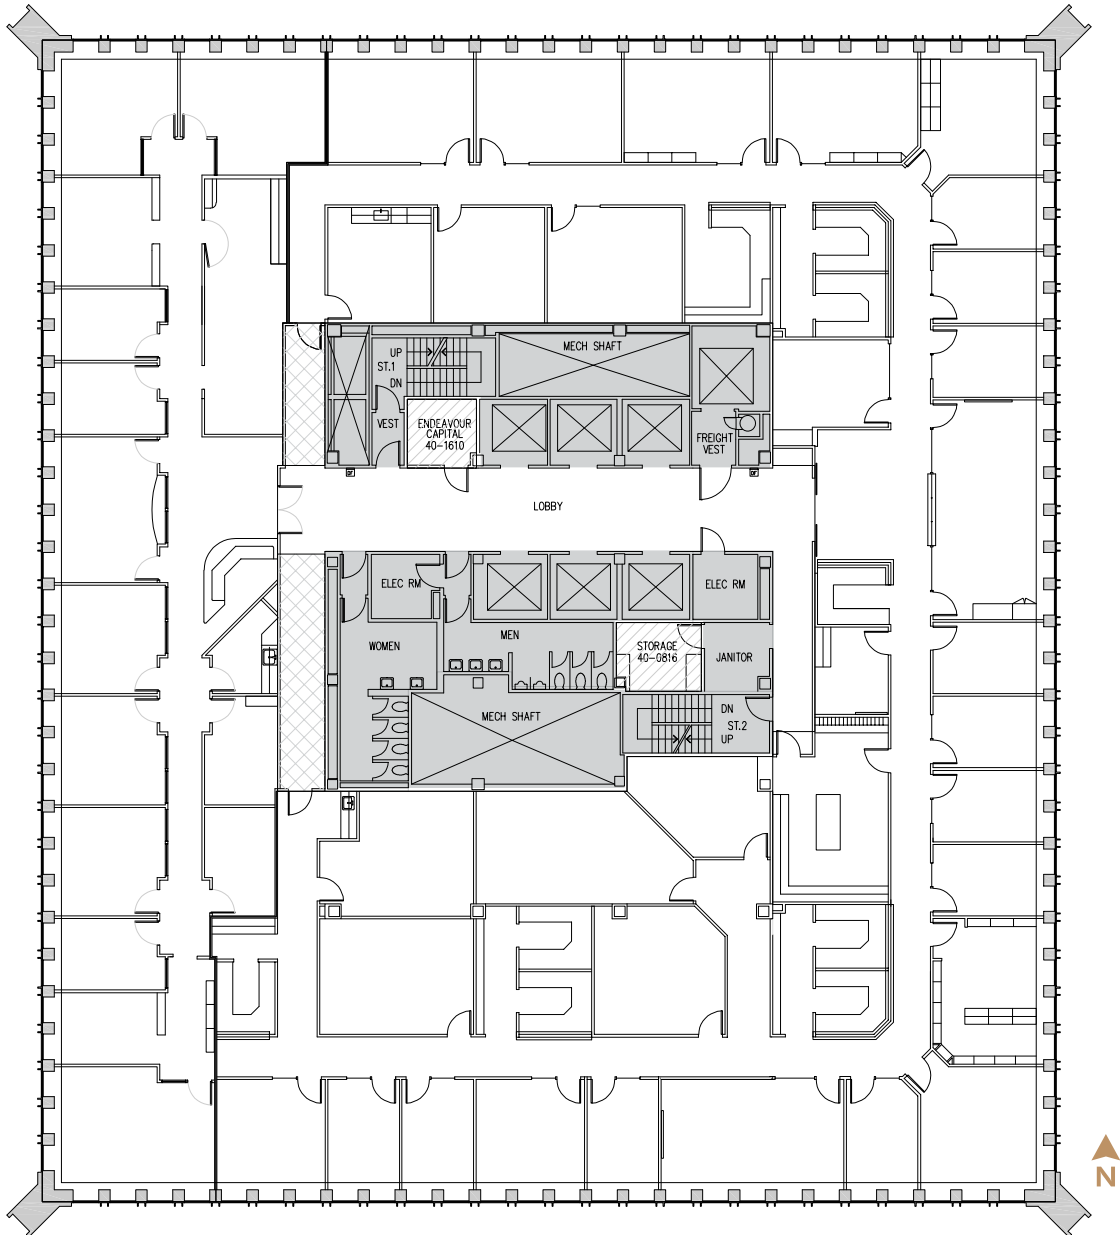 MECH SHAFT
UP
ST.1
DN
VEST
ENDEAVOUR
CAPITAL
40-1610
FREIGHT
VEST
LOBBY
ELEC RM
ELEC RM
WOMEN
MEN
STORAGE
40-0816
JANITOR
MECH SHAFT
DN
ST.2
UP
N